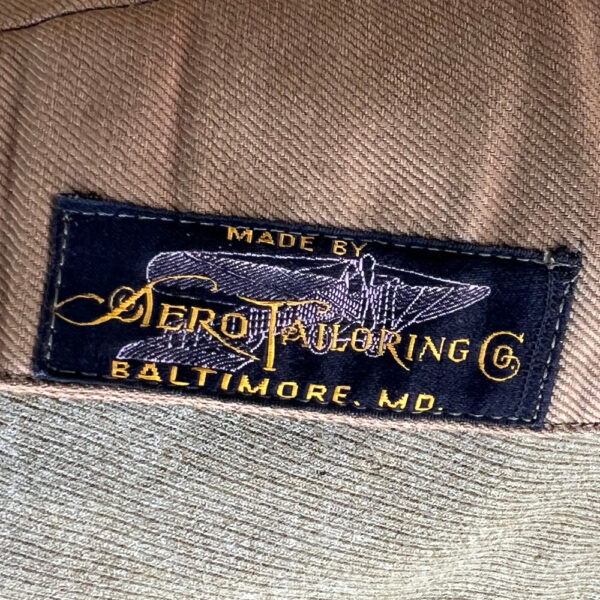 MADE BY
AERO TAILORING CO.
BALTIMORE. MD.